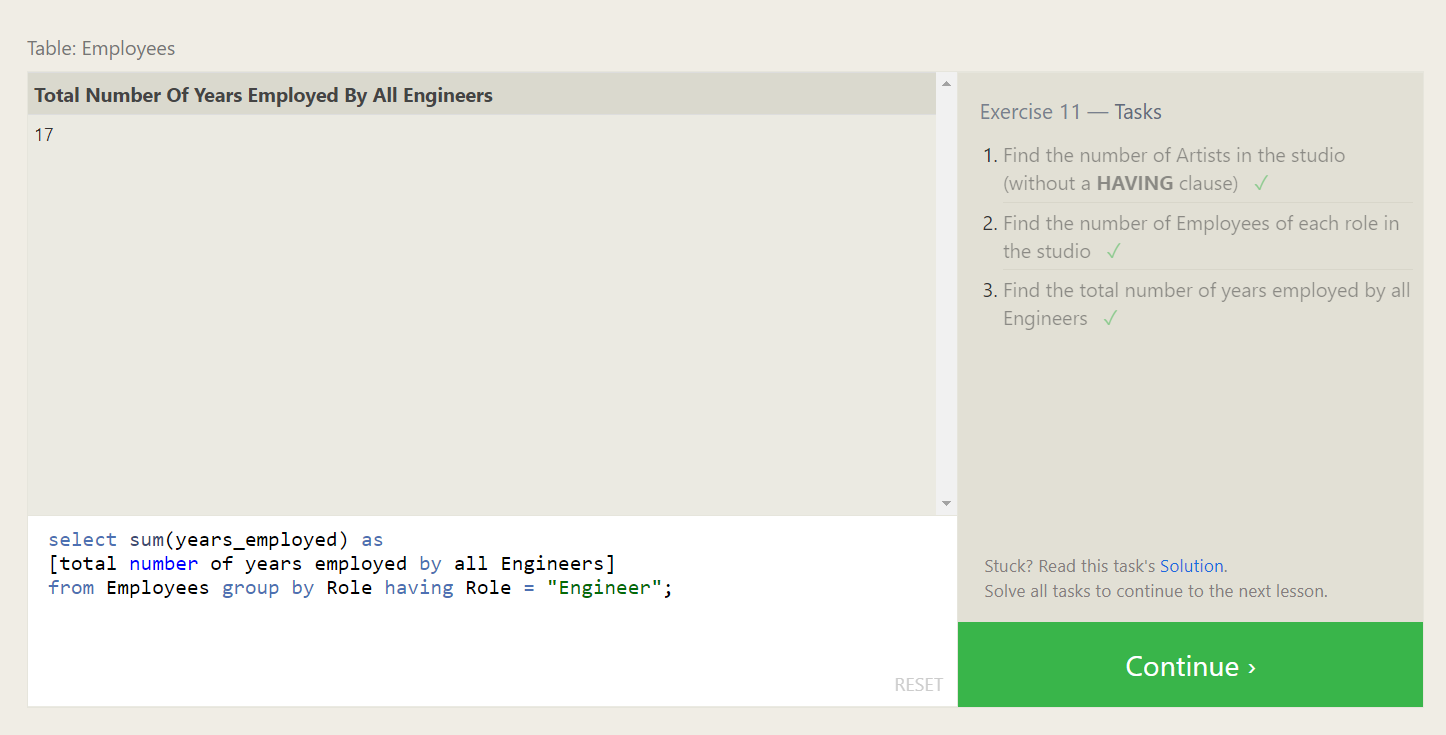 Table: Employees
Total Number Of Years Employed By All Engineers
17
select sum(years_employed) as
[total number of years employed by all Engineers]
from Employees group by Role having Role = "Engineer";
RESET
Exercise 11 — Tasks
1. Find the number of Artists in the studio
(without a HAVING clause) ✓
2. Find the number of Employees of each role in
the studio ✓
3. Find the total number of years employed by all
Engineers ✓
Stuck? Read this task's Solution.
Solve all tasks to continue to the next lesson.
Continue ›